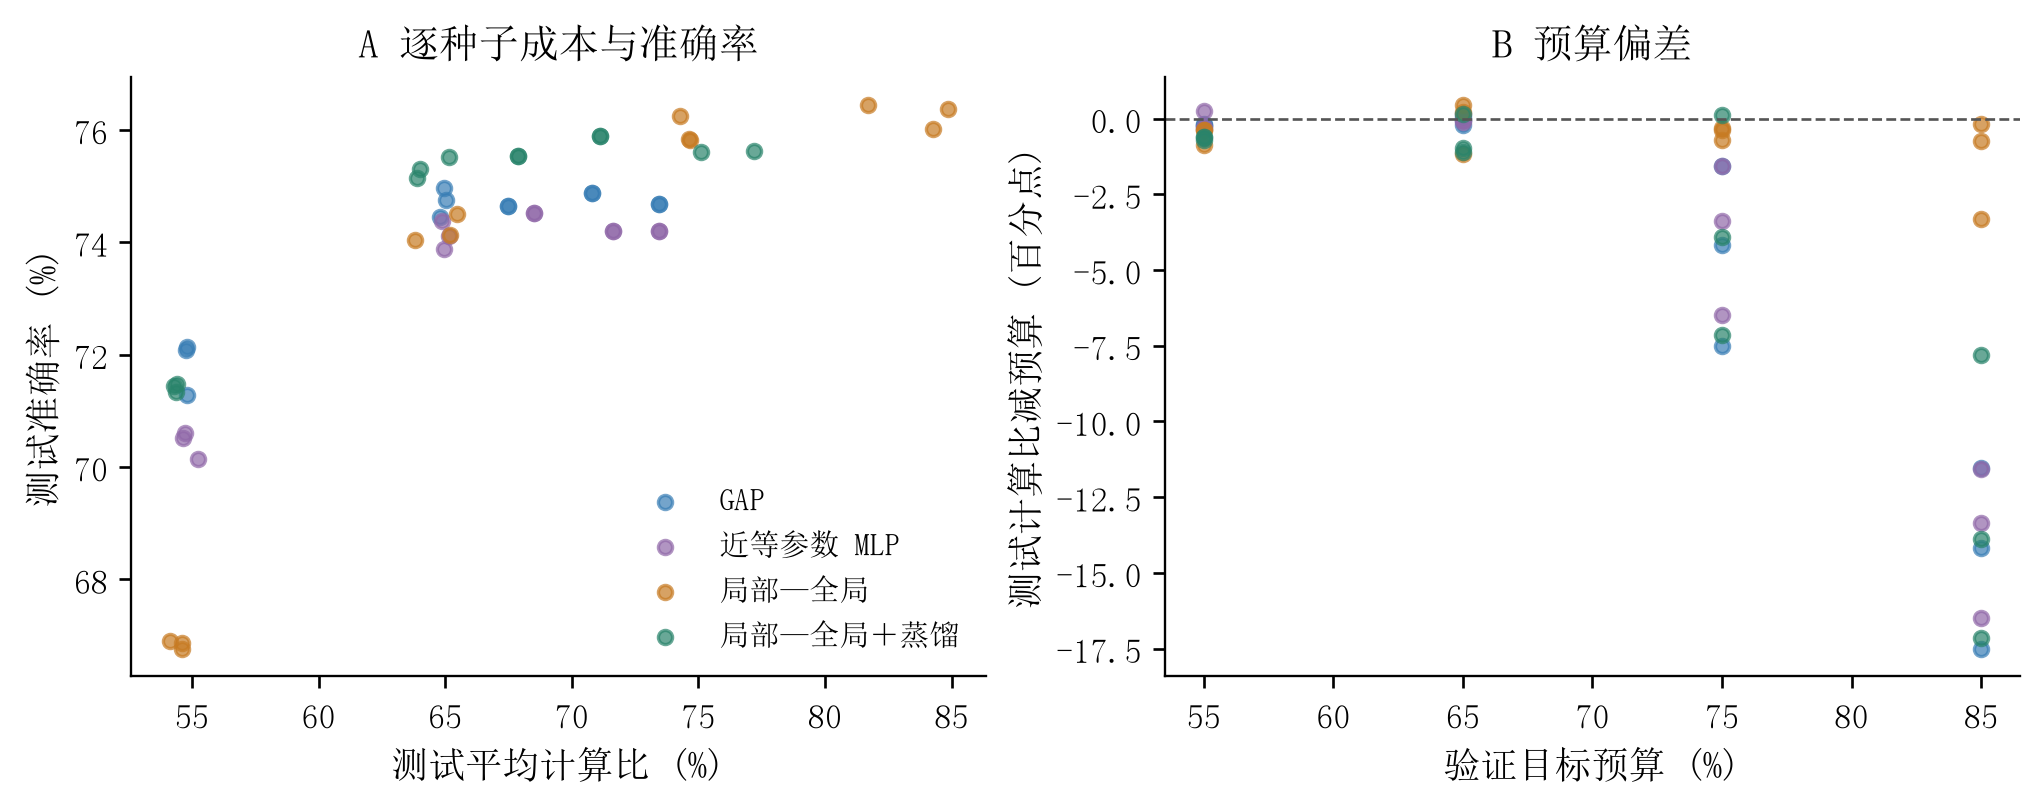 A 逐种子成本与准确率
测试准确率 (%)
76
74
72
70
68
55 60 65 70 75 80 85
测试平均计算比 (%)
GAP
近等参数 MLP
局部—全局
局部—全局＋蒸馏
B 预算偏差
测试计算比减预算 (百分点)
0.0
-2.5
-5.0
-7.5
-10.0
-12.5
-15.0
-17.5
55 60 65 70 75 80 85
验证目标预算 (%)